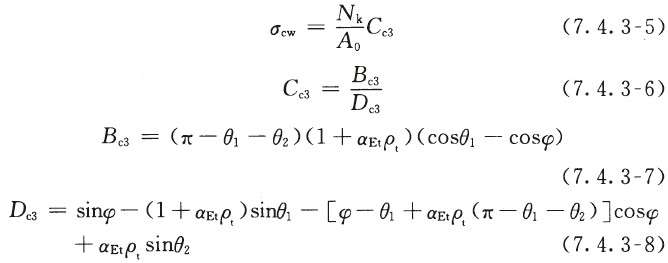 σ_cw = N_k/A_0 C_c3 (7.4.3-5)
C_c3 = B_c3/D_c3 (7.4.3-6)
B_c3 = (π－θ_1－θ_2)(1＋α_Et ρ_t)(cosθ_1－cosφ)
(7.4.3-7)
D_c3 = sinφ－(1＋α_Et ρ_t)sinθ_1－[φ－θ_1＋α_Et ρ_t(π－θ_1－θ_2)]cosφ
＋α_Et ρ_t sinθ_2 (7.4.3-8)